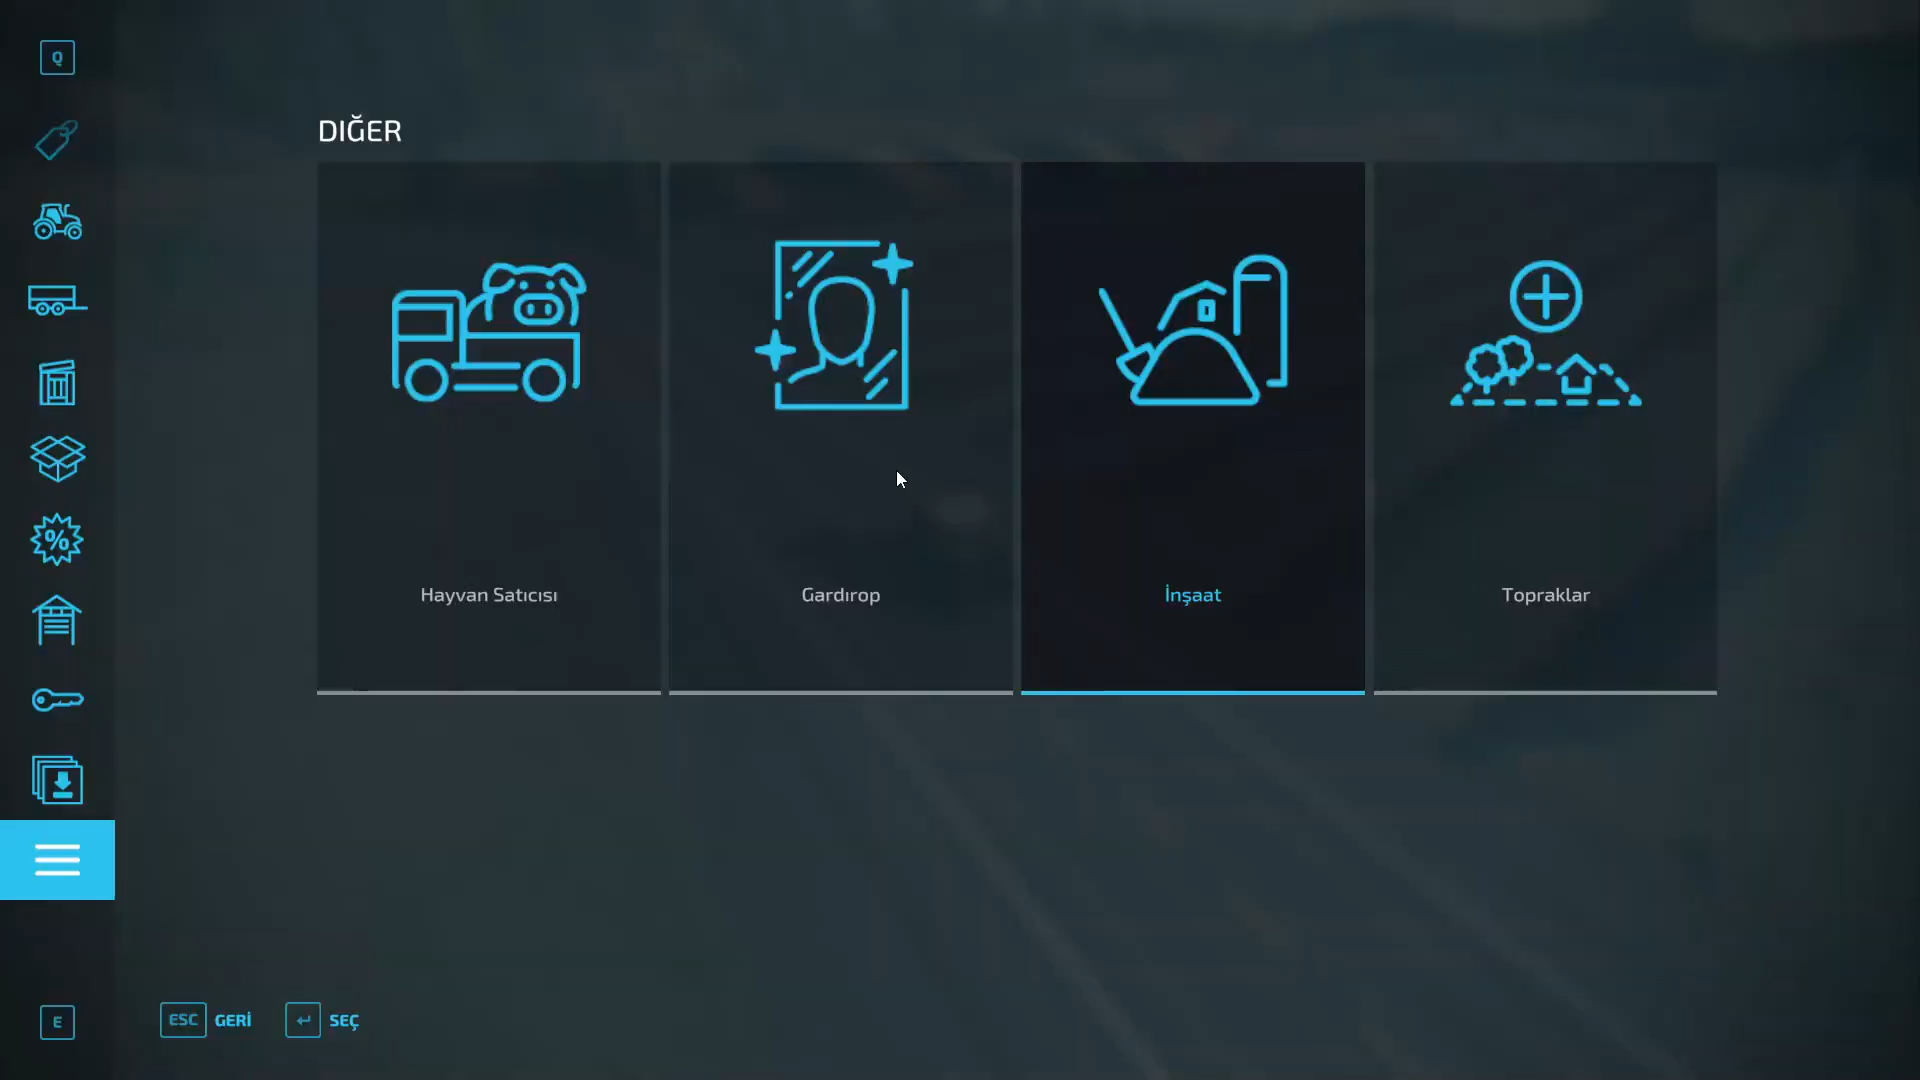 Q
DIĞER
Hayvan Satıcısı
Gardırop
İnşaat
Topraklar
%
E
ESC GERİ
SEÇ